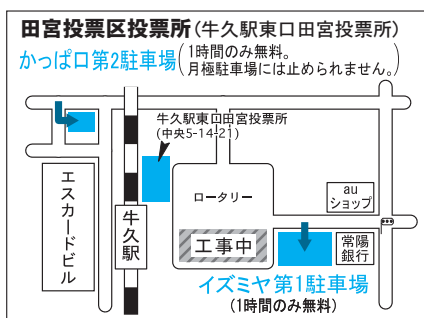 田宮投票区投票所(牛久駅東口田宮投票所)
かっぱ口第2駐車場(1時間のみ無料。
月極駐車場には止められません。)
牛久駅東口田宮投票所
(中央5-14-21)
エスカードビル
牛久駅
ロータリー
工事中
au
ショップ
常陽
銀行
イズミヤ第1駐車場
(1時間のみ無料)